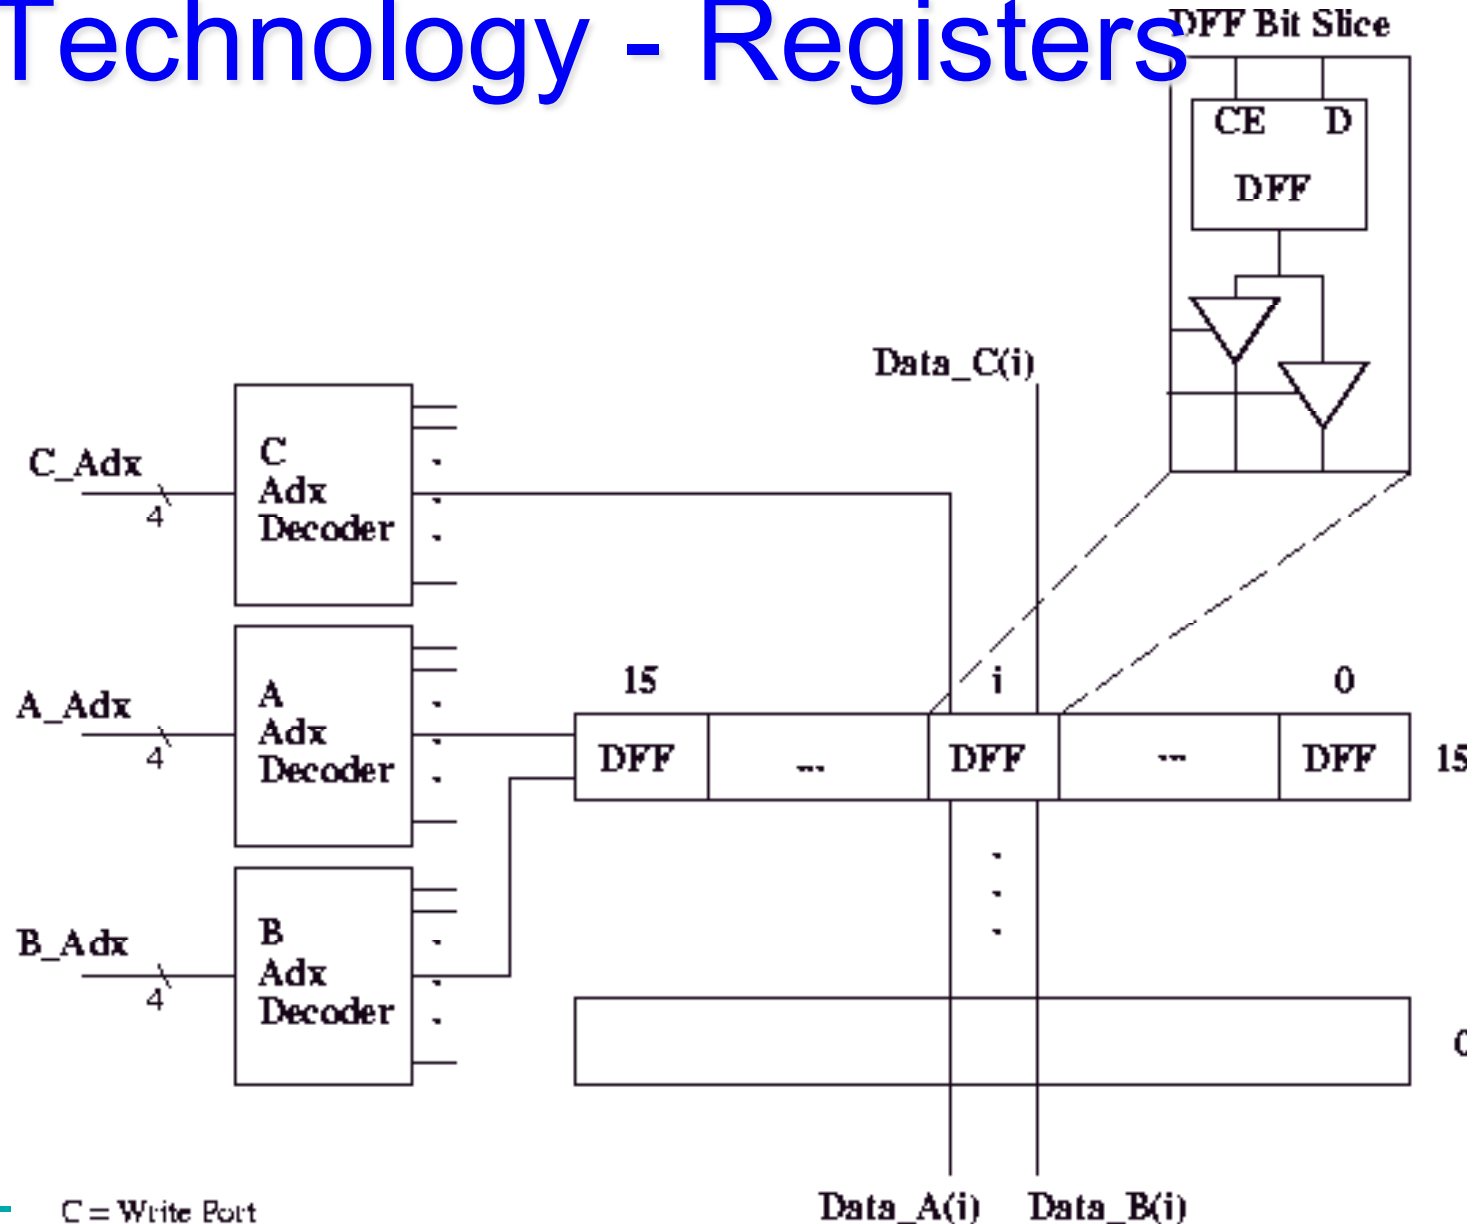 Technology - Registers
DFF Bit Slice
CE D
DFF
Data_C(i)
C_Adx
4
C
Adx
Decoder
A_Adx
4
A
Adx
Decoder
15 i 0
DFF ... DFF ... DFF 15
B_Adx
4
B
Adx
Decoder
0
Data_A(i) Data_B(i)
C = Write Port